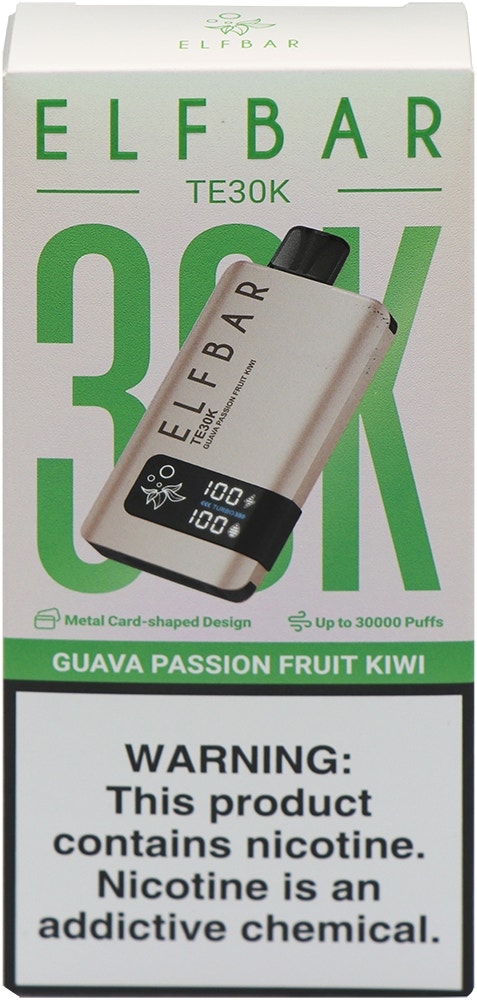 ELFBAR
ELFBAR
TE30K
30K
ELFBAR
TE30K
GUAVA PASSION FRUIT KIWI
100
TURBO
100
Metal Card-shaped Design
Up to 30000 Puffs
GUAVA PASSION FRUIT KIWI
WARNING:
This product
contains nicotine.
Nicotine is an
addictive chemical.